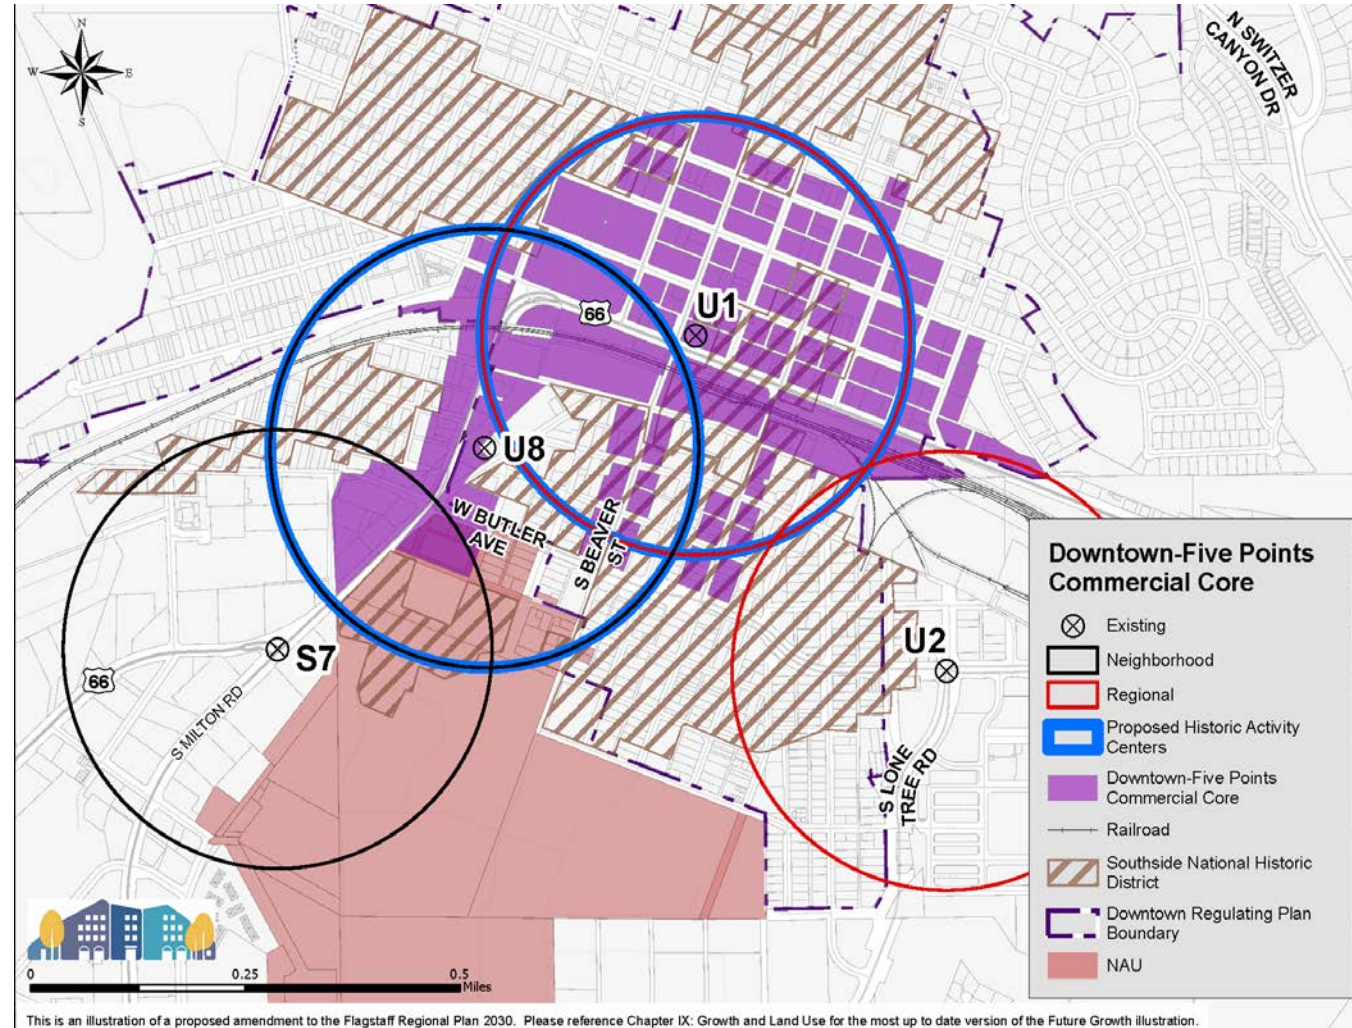 N
W
E
S
N SWITZER
CANYON DR
66
U1
U8
W BUTLER
AVE
S BEAVER
ST
S7
66
S MILTON RD
U2
S LONE
TREE RD
Downtown-Five Points
Commercial Core
Existing
Neighborhood
Regional
Proposed Historic Activity
Centers
Downtown-Five Points
Commercial Core
Railroad
Southside National Historic
District
Downtown Regulating Plan
Boundary
NAU
0 0.25 0.5
Miles
This is an illustration of a proposed amendment to the Flagstaff Regional Plan 2030. Please reference Chapter IX: Growth and Land Use for the most up to date version of the Future Growth illustration.